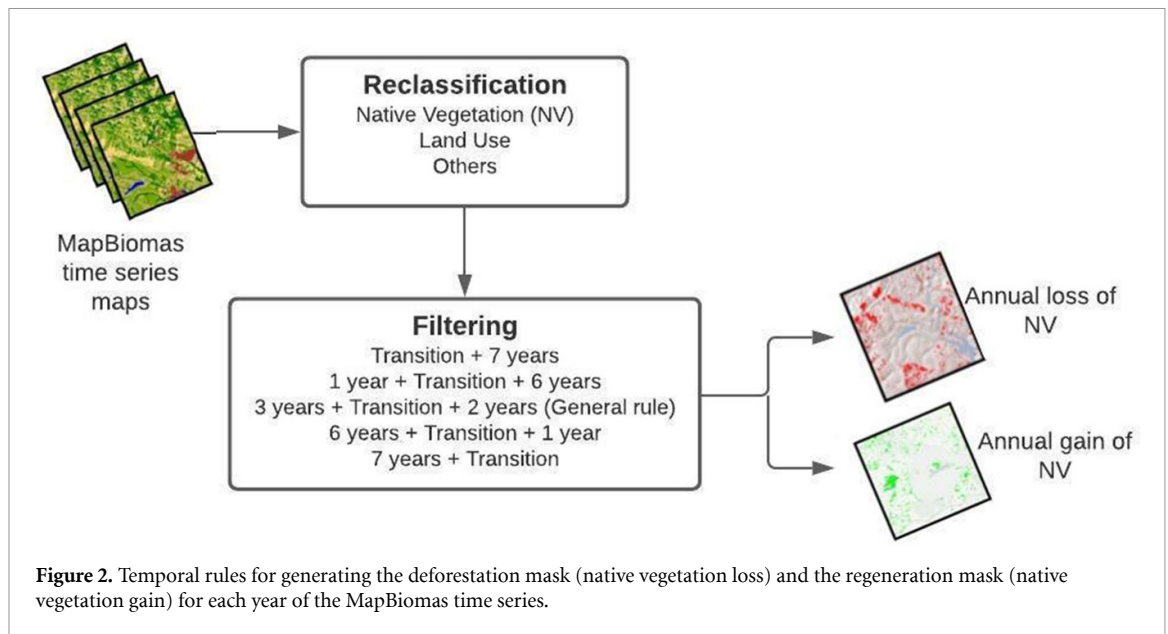 Reclassification
Native Vegetation (NV)
Land Use
Others
MapBiomas
time series
maps
Filtering
Transition + 7 years
1 year + Transition + 6 years
3 years + Transition + 2 years (General rule)
6 years + Transition + 1 year
7 years + Transition
Annual loss of
NV
Annual gain of
NV
Figure 2. Temporal rules for generating the deforestation mask (native vegetation loss) and the regeneration mask (native
vegetation gain) for each year of the MapBiomas time series.